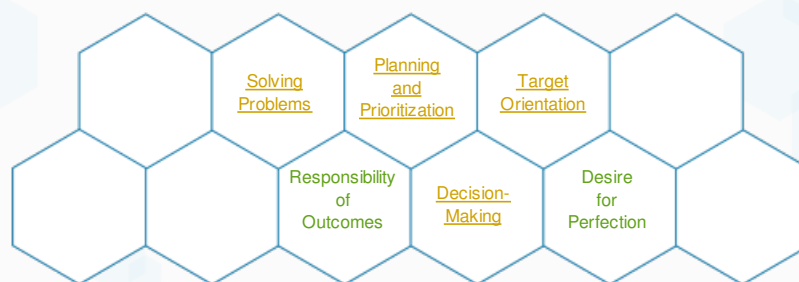 Solving
Problems
Planning
and
Prioritization
Target
Orientation
Responsibility
of
Outcomes
Decision-
Making
Desire
for
Perfection